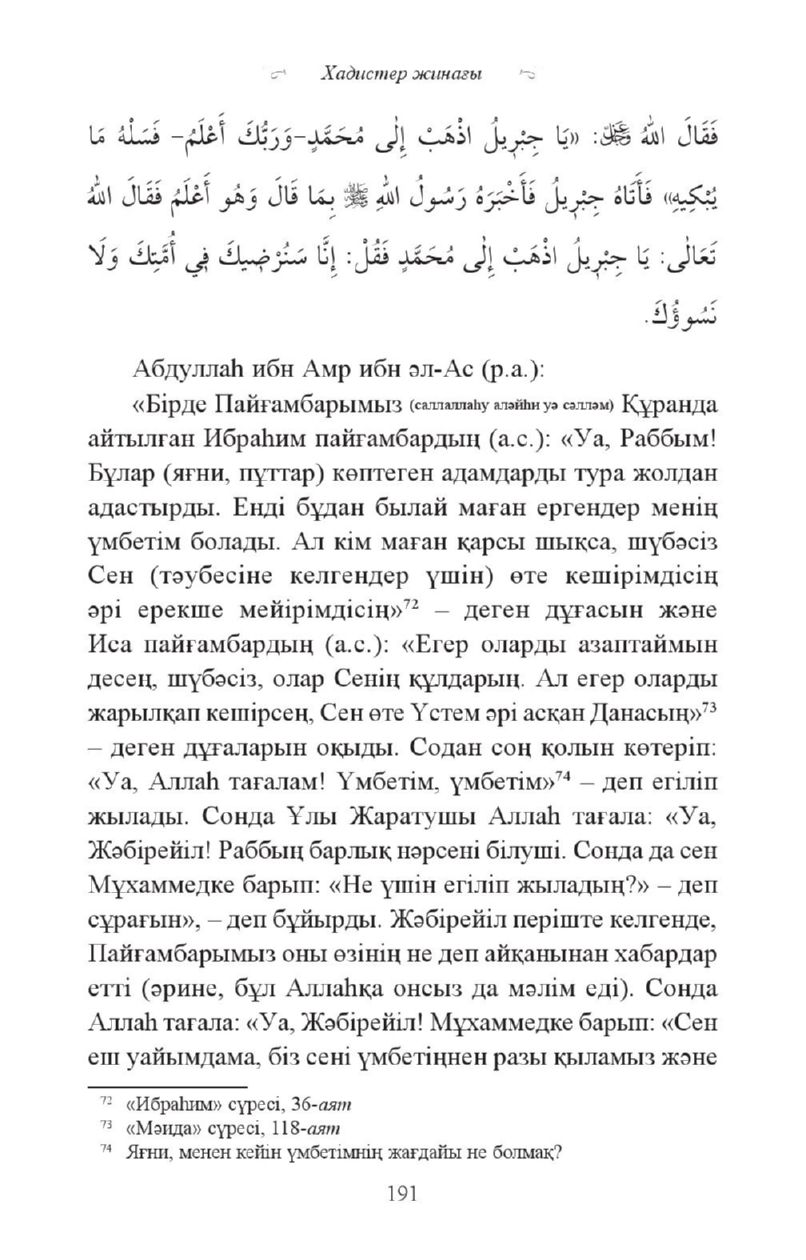 Хадистер жинағы
فَقَالَ اللهُ ﷻ: «يَا جِبْرِيلُ اذْهَبْ إِلَى مُحَمَّدٍ-وَرَبُّكَ أَعْلَمُ- فَسَلْهُ مَا
يُبْكِيهِ» فَأَتَاهُ جِبْرِيلُ فَأَخْبَرَهُ رَسُولُ اللهِ ﷺ بِمَا قَالَ وَهُو أَعْلَمُ فَقَالَ اللهُ
تَعَالَى: يَا جِبْرِيلُ اذْهَبْ إِلَى مُحَمَّدٍ فَقُلْ: إِنَّا سَنُرْضِيكَ فِي أُمَّتِكَ وَلَا
نَسُوؤُكَ.
Абдуллаһ ибн Амр ибн әл-Ас (р.а.):
«Бірде Пайғамбарымыз (саллаллаһу аләйһи уә сәлләм) Құранда
айтылған Ибраһим пайғамбардың (а.с.): «Уа, Раббым!
Бұлар (яғни, пұттар) көптеген адамдарды тура жолдан
адастырды. Енді бұдан былай маған ергендер менің
үмбетім болады. Ал кім маған қарсы шықса, шүбәсіз
Сен (тәубесіне келгендер үшін) өте кешірімдісің
әрі ерекше мейірімдісің»⁷² – деген дұғасын және
Иса пайғамбардың (а.с.): «Егер оларды азаптаймын
десең, шүбәсіз, олар Сенің құлдарың. Ал егер оларды
жарылқап кешірсең, Сен өте Үстем әрі асқан Данасың»⁷³
– деген дұғаларын оқыды. Содан соң қолын көтеріп:
«Уа, Аллаһ тағалам! Үмбетім, үмбетім»⁷⁴ – деп егіліп
жылады. Сонда Ұлы Жаратушы Аллаһ тағала: «Уа,
Жәбірейіл! Раббың барлық нәрсені білуші. Сонда да сен
Мұхаммедке барып: «Не үшін егіліп жыладың?» – деп
сұрағын», – деп бұйырды. Жәбірейіл періште келгенде,
Пайғамбарымыз оны өзінің не деп айқанынан хабардар
етті (әрине, бұл Аллаһқа онсыз да мәлім еді). Сонда
Аллаһ тағала: «Уа, Жәбірейіл! Мұхаммедке барып: «Сен
еш уайымдама, біз сені үмбетіңнен разы қыламыз және
⁷² «Ибраһим» сүресі, 36-аят
⁷³ «Мәида» сүресі, 118-аят
⁷⁴ Яғни, менен кейін үмбетімнің жағдайы не болмақ?
191